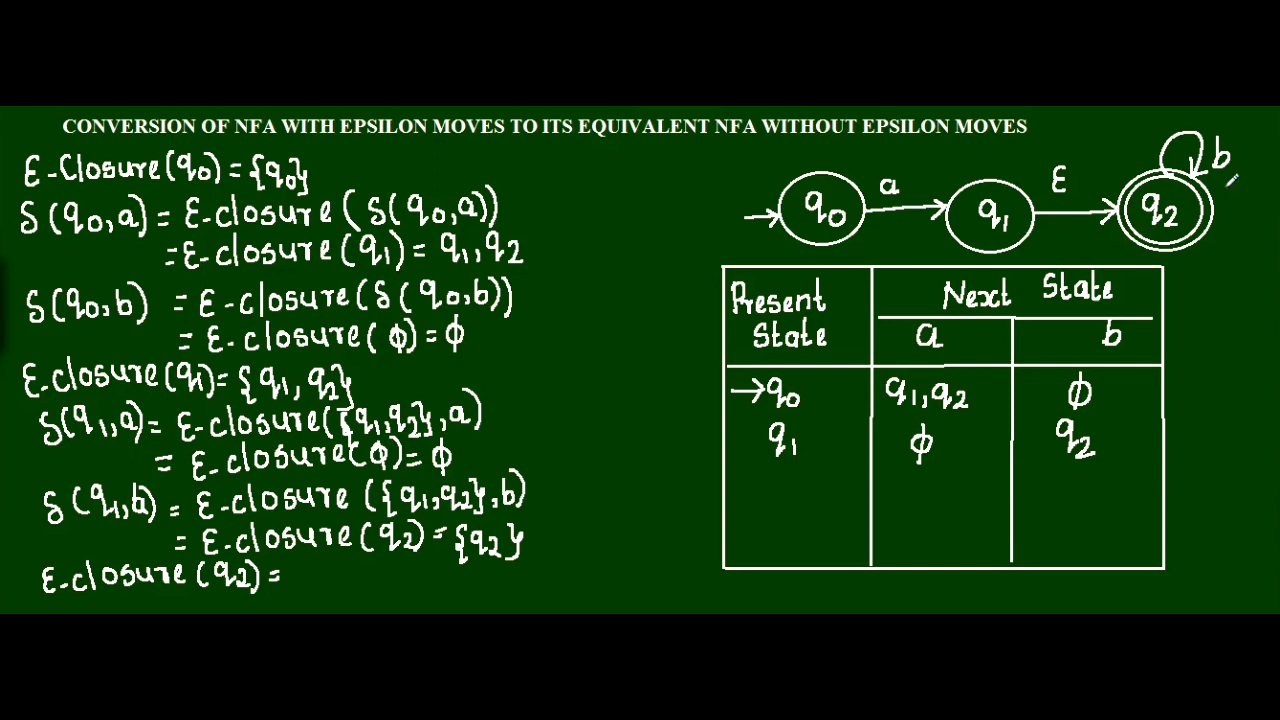 CONVERSION OF NFA WITH EPSILON MOVES TO ITS EQUIVALENT NFA WITHOUT EPSILON MOVES
ε-Closure(q0) = {q0}
δ(q0,a) = ε-closure(δ(q0,a))
= ε-closure(q1) = q1,q2
δ(q0,b) = ε-closure(δ(q0,b))
= ε-closure(ϕ) = ϕ
ε-closure(q1) = {q1,q2}
δ(q1,a) = ε-closure({q1,q2},a)
= ε-closure(ϕ) = ϕ
δ(q1,b) = ε-closure({q1,q2},b)
= ε-closure(q2) = {q2}
ε-closure(q2) =
q0 a q1 ε q2 b
Present State
Next State
a b
→q0 q1,q2 ϕ
q1 ϕ q2